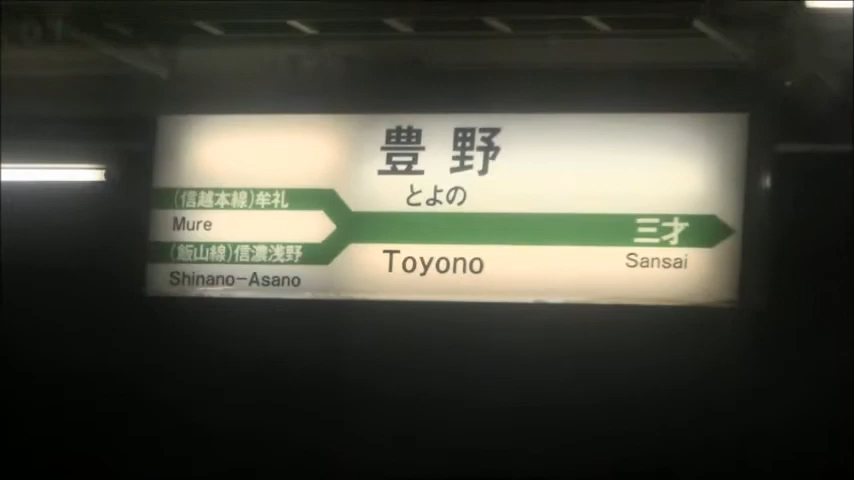 豊野
とよの
(信越本線)牟礼
Mure
三才
(飯山線)信濃浅野
Toyono
Sansai
Shinano-Asano